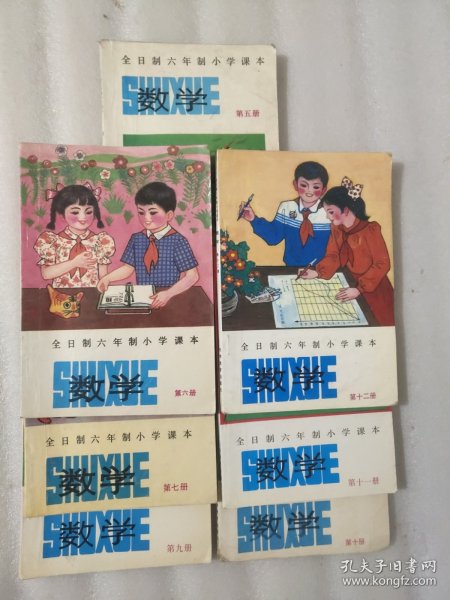 全日制六年制小学课本
SHUXUE
数学
第五册
全日制六年制小学课本
SHUXUE
数学
第六册
全日制六年制小学课本
SHUXUE
数学
第十二册
全日制六年制小学课本
SHUXUE
数学
第七册
全日制六年制小学课本
SHUXUE
数学
第十一册
SHUXUE
数学
第九册
SHUXUE
数学
第十册
孔夫子旧书网
www.kongfz.com